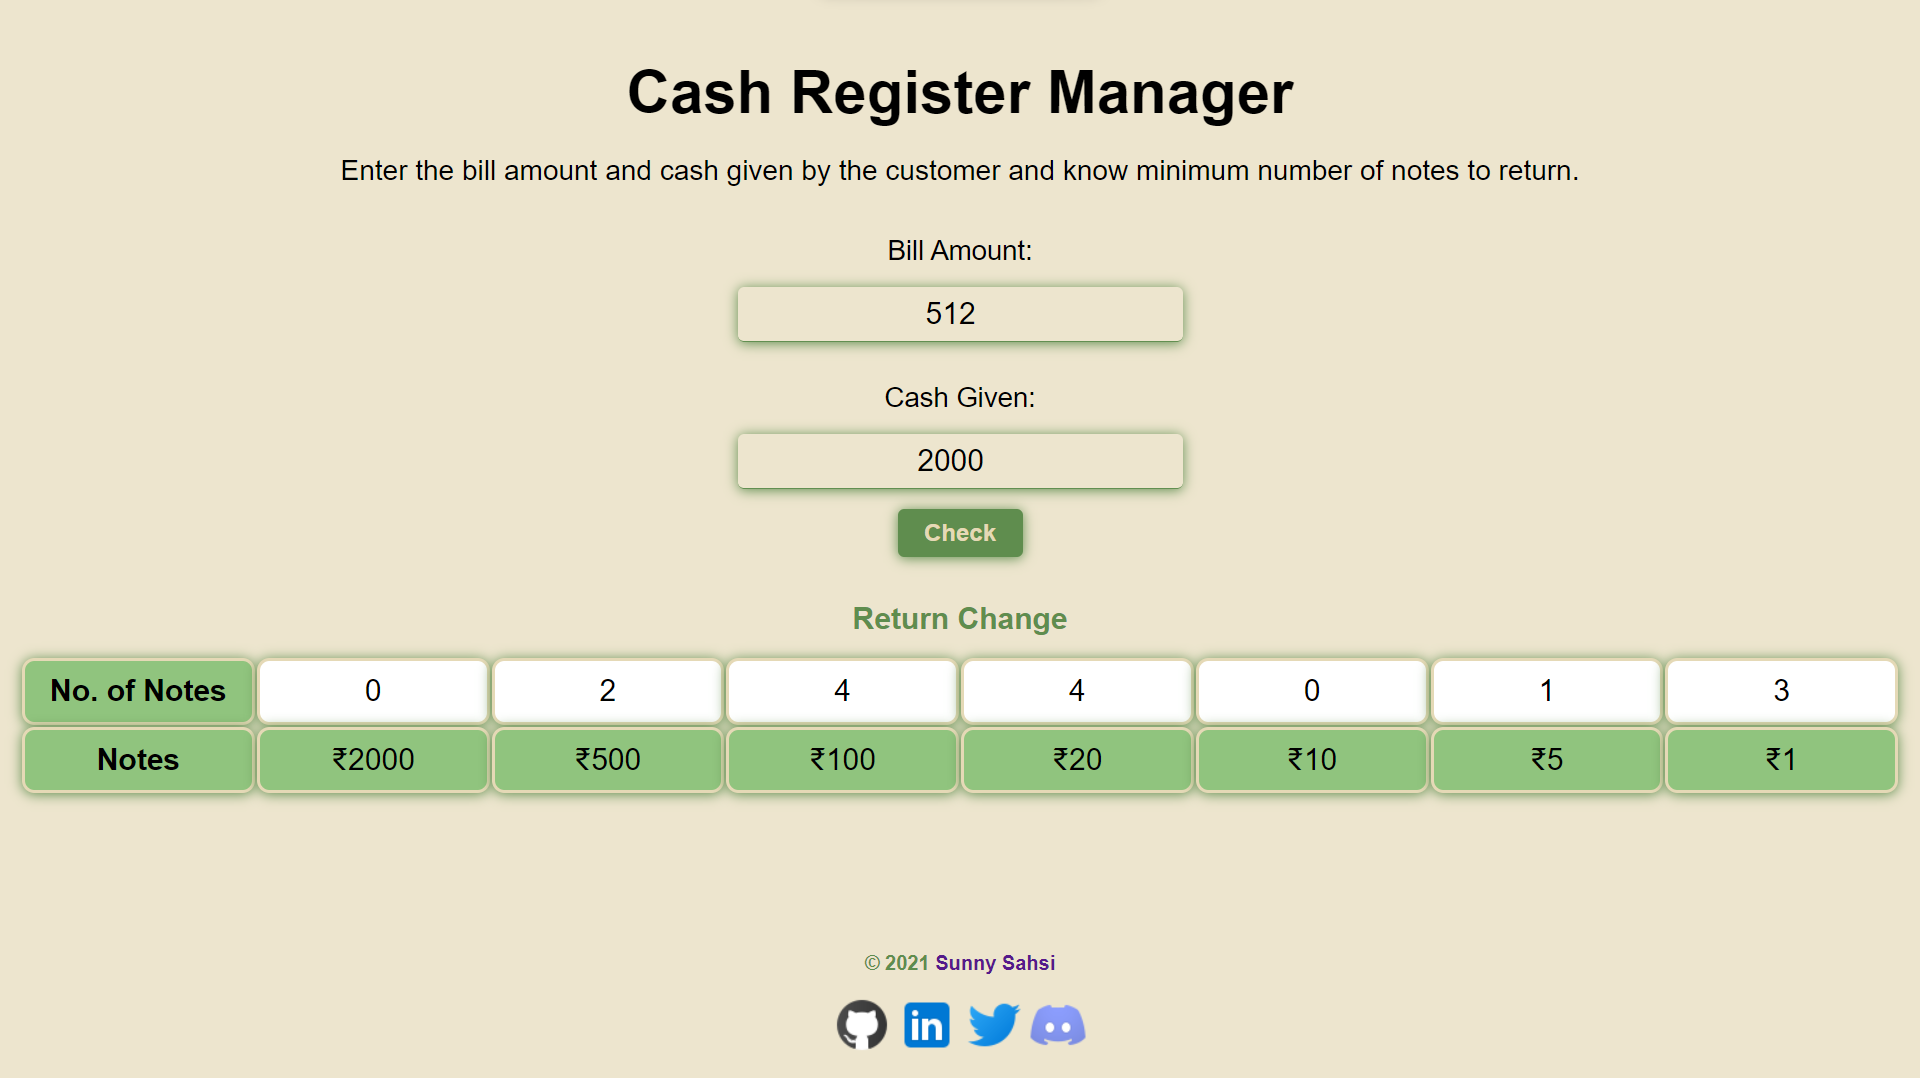 Cash Register Manager
Enter the bill amount and cash given by the customer and know minimum number of notes to return.
Bill Amount:
512
Cash Given:
2000
Check
Return Change
No. of Notes 0 2 4 4 0 1 3
Notes ₹2000 ₹500 ₹100 ₹20 ₹10 ₹5 ₹1
© 2021 Sunny Sahsi
in